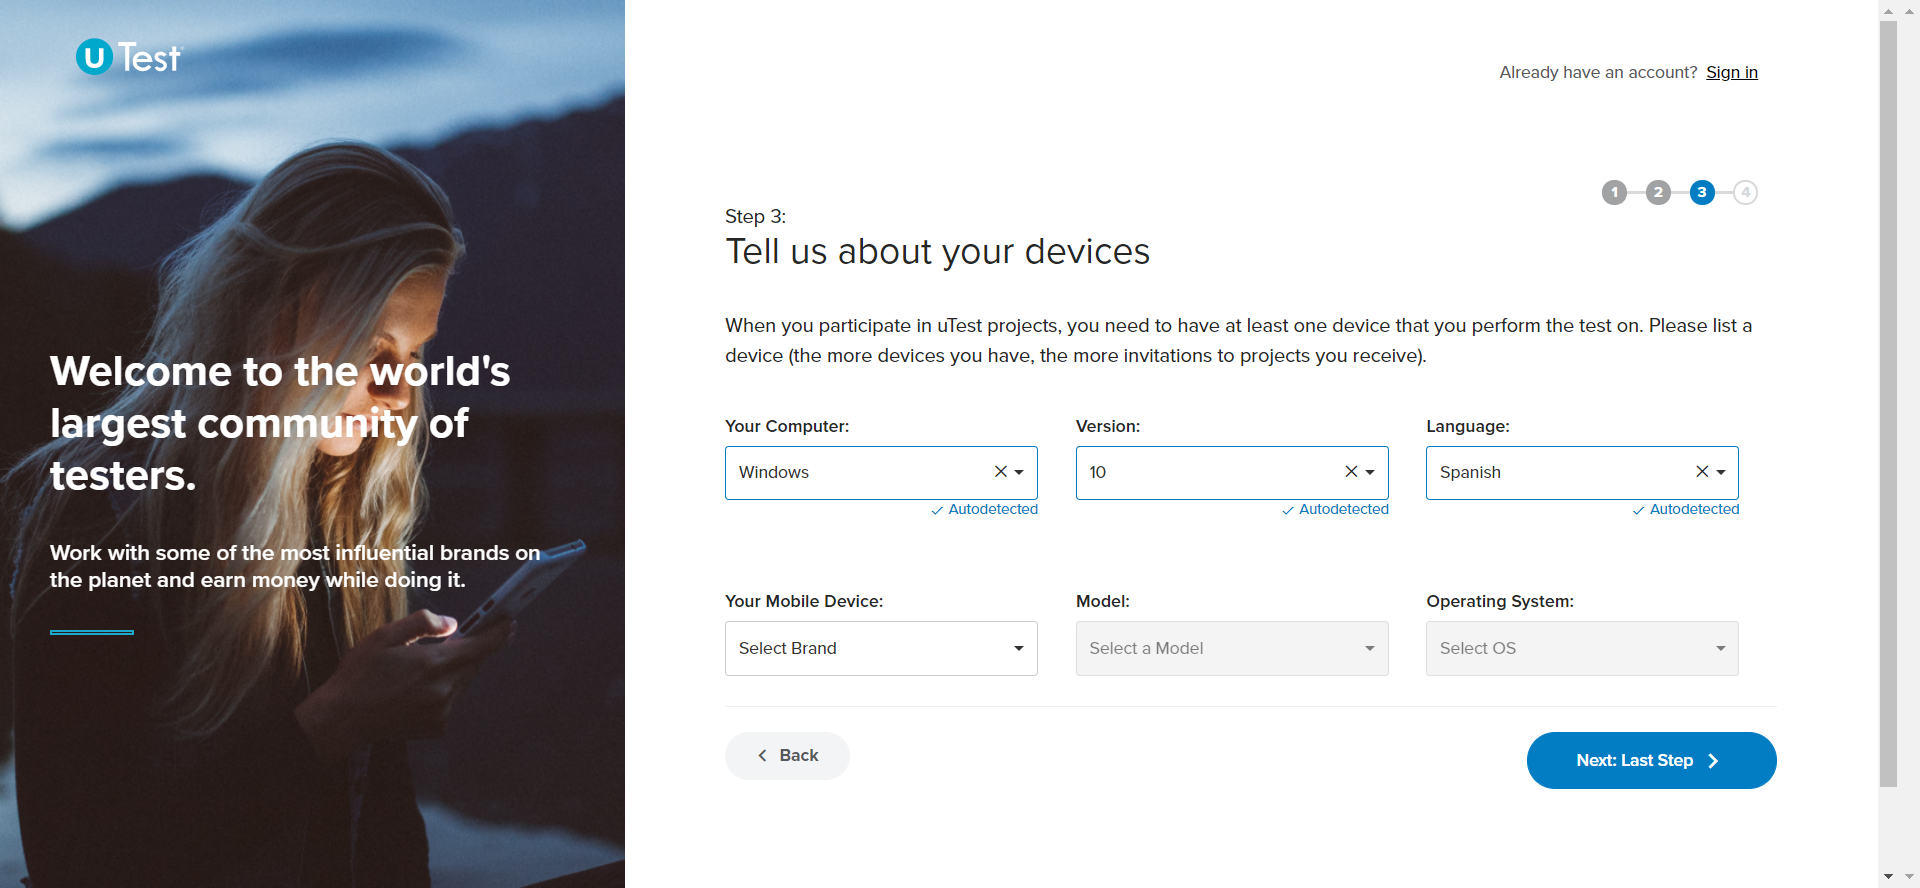 U Test
Welcome to the world's
largest community of
testers.
Work with some of the most influential brands on
the planet and earn money while doing it.
Already have an account? Sign in
1 2 3 4
Step 3:
Tell us about your devices
When you participate in uTest projects, you need to have at least one device that you perform the test on. Please list a
device (the more devices you have, the more invitations to projects you receive).
Your Computer: Version: Language:
Windows 10 Spanish
Autodetected Autodetected Autodetected
Your Mobile Device: Model: Operating System:
Select Brand Select a Model Select OS
Back Next: Last Step